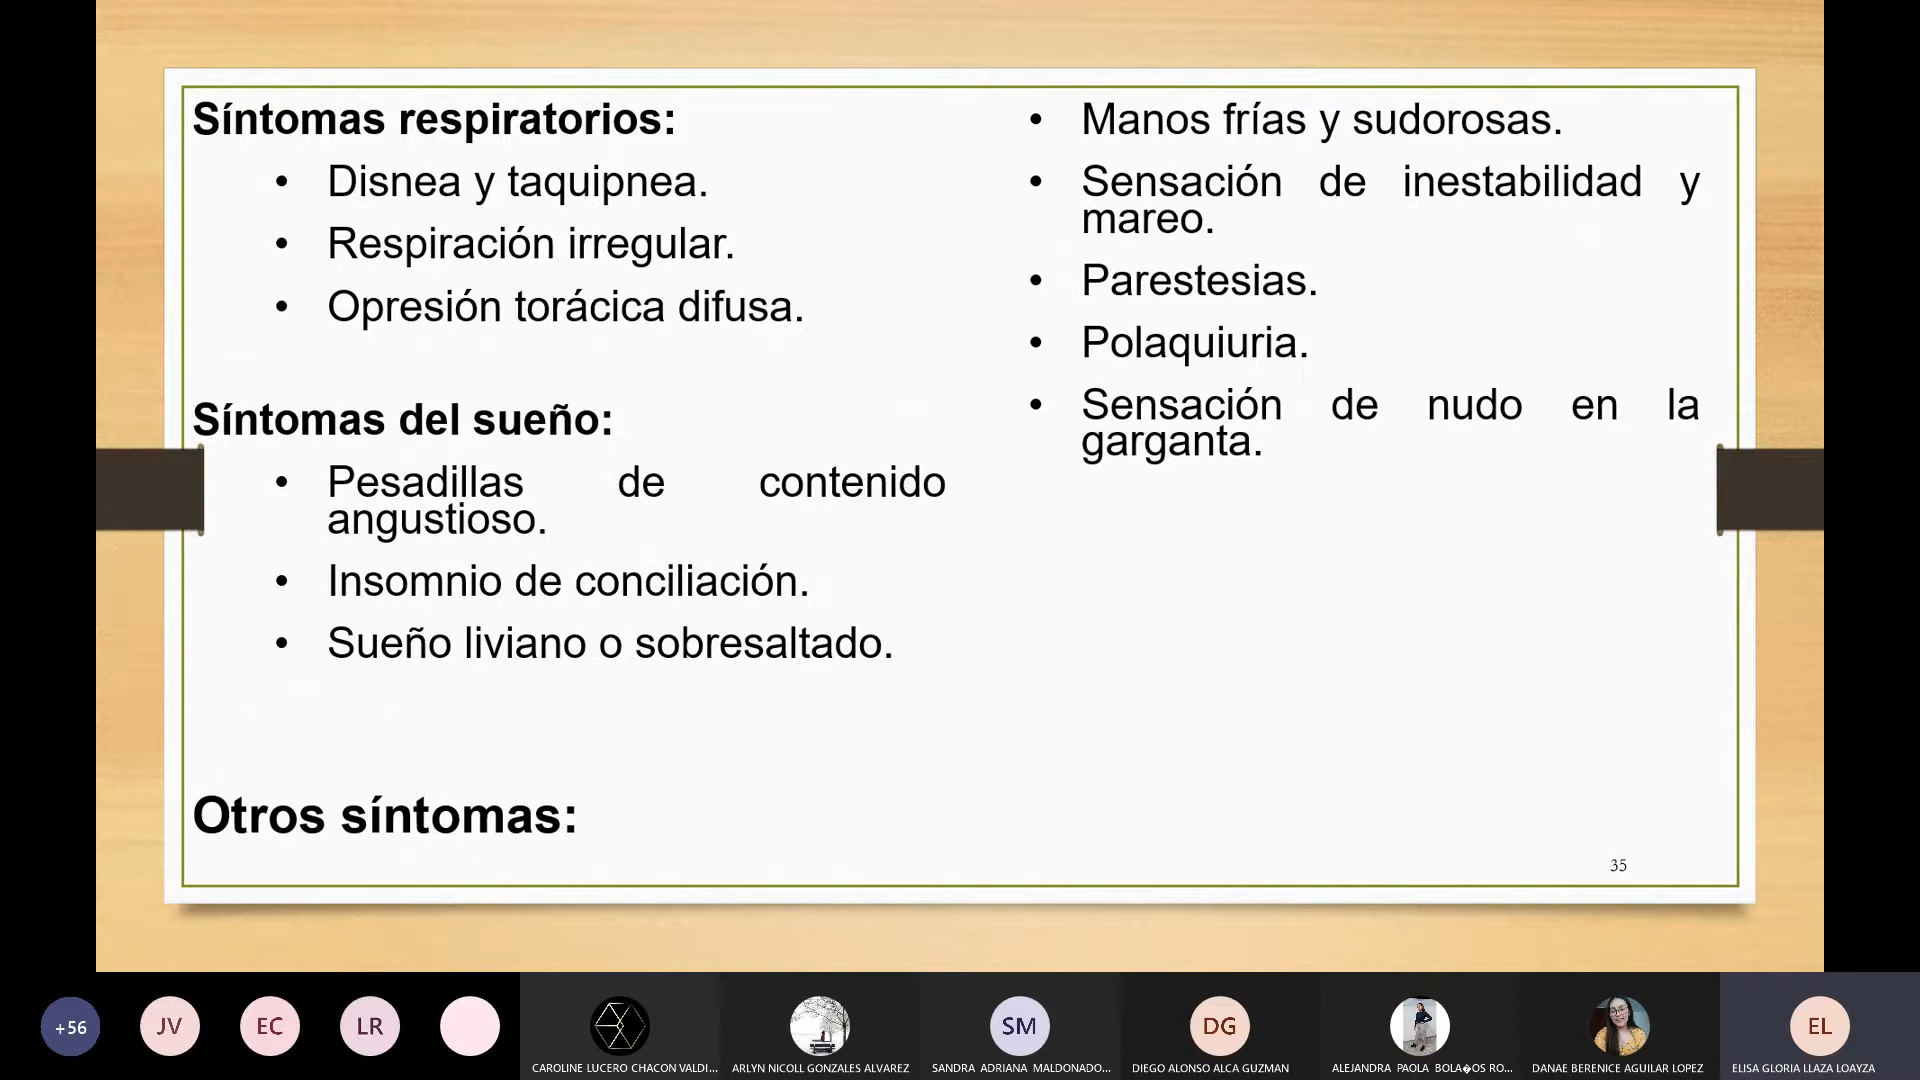 Síntomas respiratorios:
• Disnea y taquipnea.
• Respiración irregular.
• Opresión torácica difusa.
Síntomas del sueño:
• Pesadillas de contenido
angustioso.
• Insomnio de conciliación.
• Sueño liviano o sobresaltado.
Otros síntomas:
• Manos frías y sudorosas.
• Sensación de inestabilidad y
mareo.
• Parestesias.
• Polaquiuria.
• Sensación de nudo en la
garganta.
35
+56
JV
EC
LR
SM
DG
EL
CAROLINE LUCERO CHACON VALDI...
ARLYN NICOLL GONZALES ALVAREZ
SANDRA ADRIANA MALDONADO...
DIEGO ALONSO ALCA GUZMAN
ALEJANDRA PAOLA BOLA�OS RO...
DANAE BERENICE AGUILAR LOPEZ
ELISA GLORIA LLAZA LOAYZA